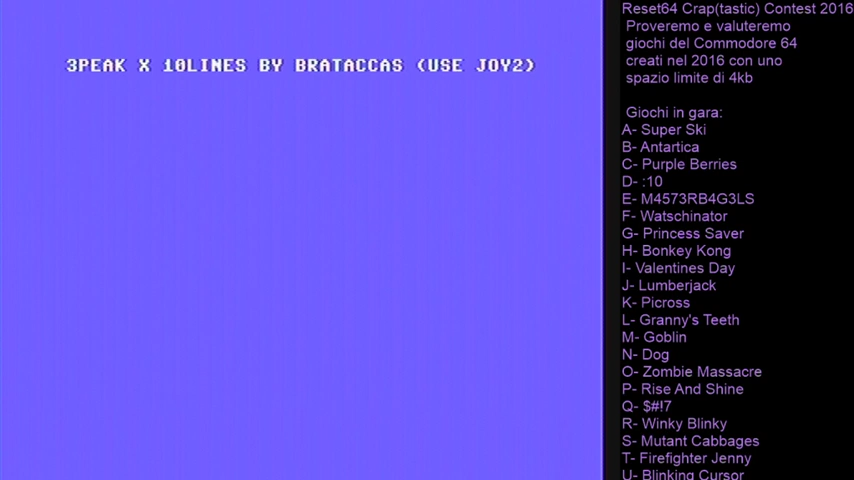 3PEAK X 10LINES BY BRATACCAS (USE JOY2)
Reset64 Crap(tastic) Contest 2016
Proveremo e valuteremo
giochi del Commodore 64
creati nel 2016 con uno
spazio limite di 4kb
Giochi in gara:
A- Super Ski
B- Antartica
C- Purple Berries
D- :10
E- M4573RB4G3LS
F- Watschinator
G- Princess Saver
H- Bonkey Kong
I- Valentines Day
J- Lumberjack
K- Picross
L- Granny's Teeth
M- Goblin
N- Dog
O- Zombie Massacre
P- Rise And Shine
Q- $#!7
R- Winky Blinky
S- Mutant Cabbages
T- Firefighter Jenny
U- Blinking Cursor